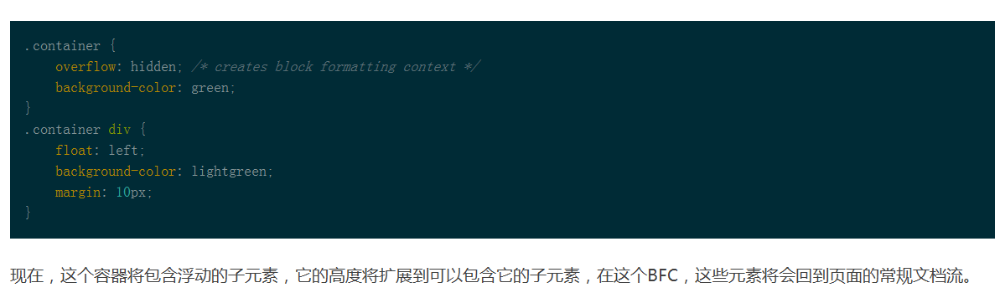 .container {
    overflow: hidden; /* creates block formatting context */
    background-color: green;
}
.container div {
    float: left;
    background-color: lightgreen;
    margin: 10px;
}
现在，这个容器将包含浮动的子元素，它的高度将扩展到可以包含它的子元素，在这个BFC，这些元素将会回到页面的常规文档流。